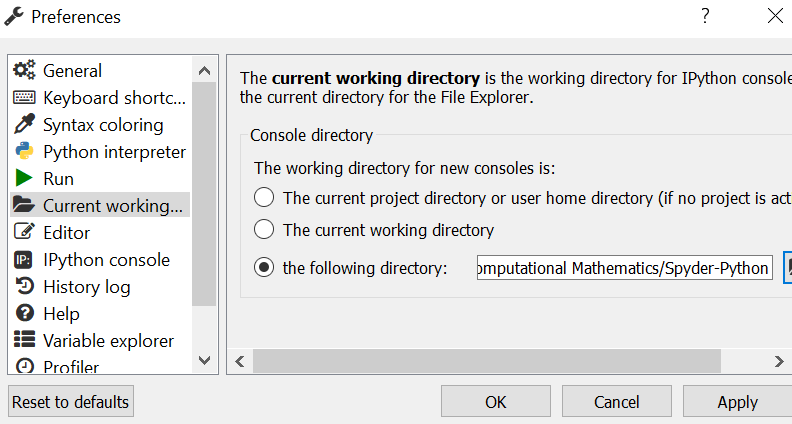 Preferences
?
General
Keyboard shortc...
Syntax coloring
Python interpreter
Run
Current working...
Editor
IP:
IPython console
History log
Help
Variable explorer
Profiler
The current working directory is the working directory for IPython console
the current directory for the File Explorer.
Console directory
The working directory for new consoles is:
The current project directory or user home directory (if no project is act
The current working directory
the following directory: omputational Mathematics/Spyder-Python
Reset to defaults
OK
Cancel
Apply